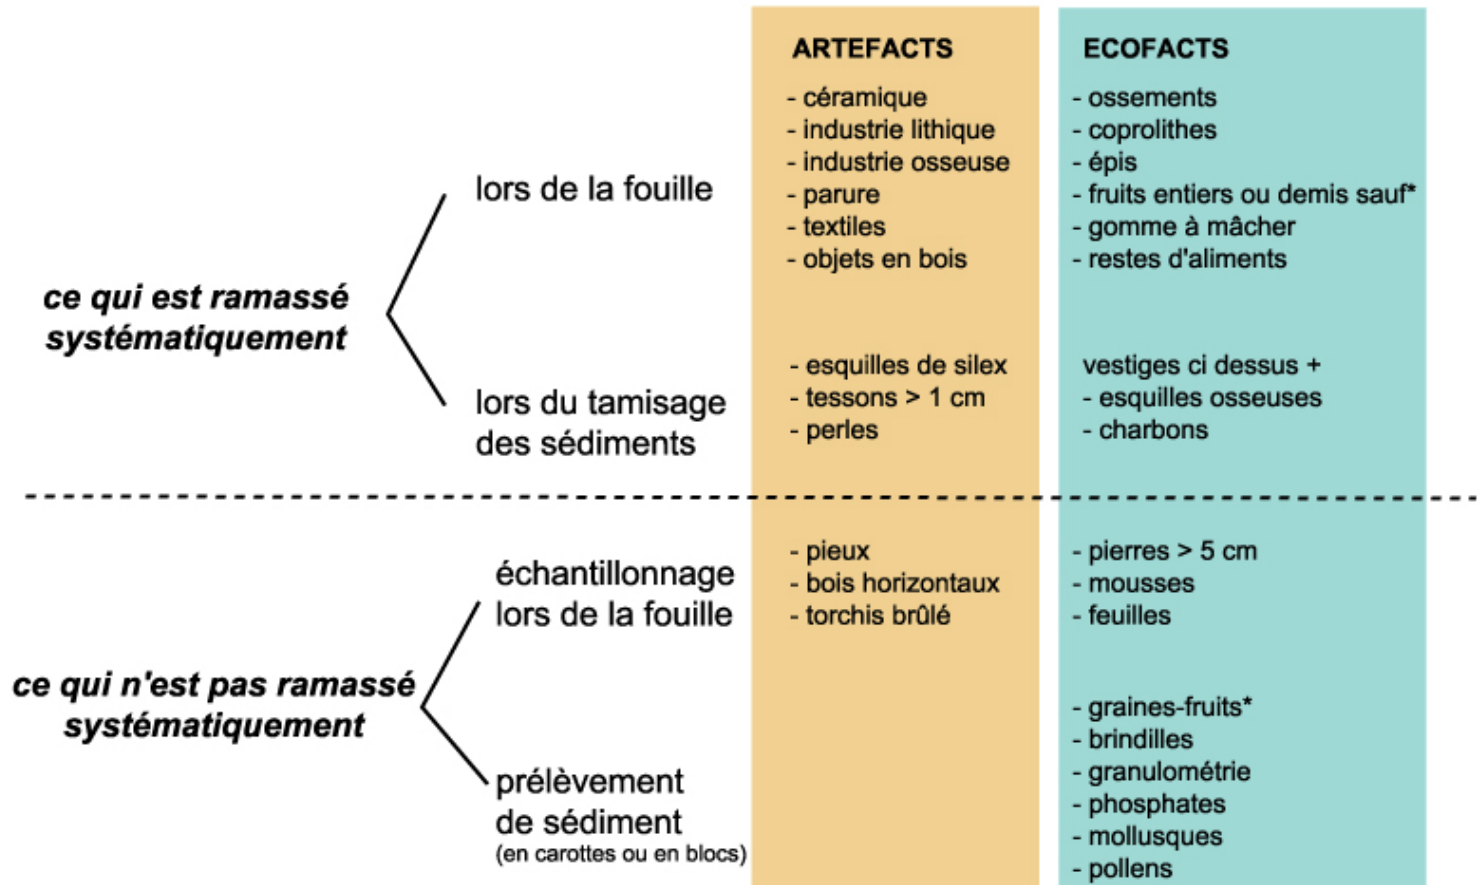 ARTEFACTS
ECOFACTS
lors de la fouille
- céramique
- industrie lithique
- industrie osseuse
- parure
- textiles
- objets en bois
- ossements
- coprolithes
- épis
- fruits entiers ou demis sauf*
- gomme à mâcher
- restes d'aliments
ce qui est ramassé
systématiquement
lors du tamisage
des sédiments
- esquilles de silex
- tessons > 1 cm
- perles
vestiges ci dessus +
- esquilles osseuses
- charbons
échantillonnage
lors de la fouille
- pieux
- bois horizontaux
- torchis brûlé
- pierres > 5 cm
- mousses
- feuilles
ce qui n'est pas ramassé
systématiquement
prélèvement
de sédiment
(en carottes ou en blocs)
- graines-fruits*
- brindilles
- granulométrie
- phosphates
- mollusques
- pollens